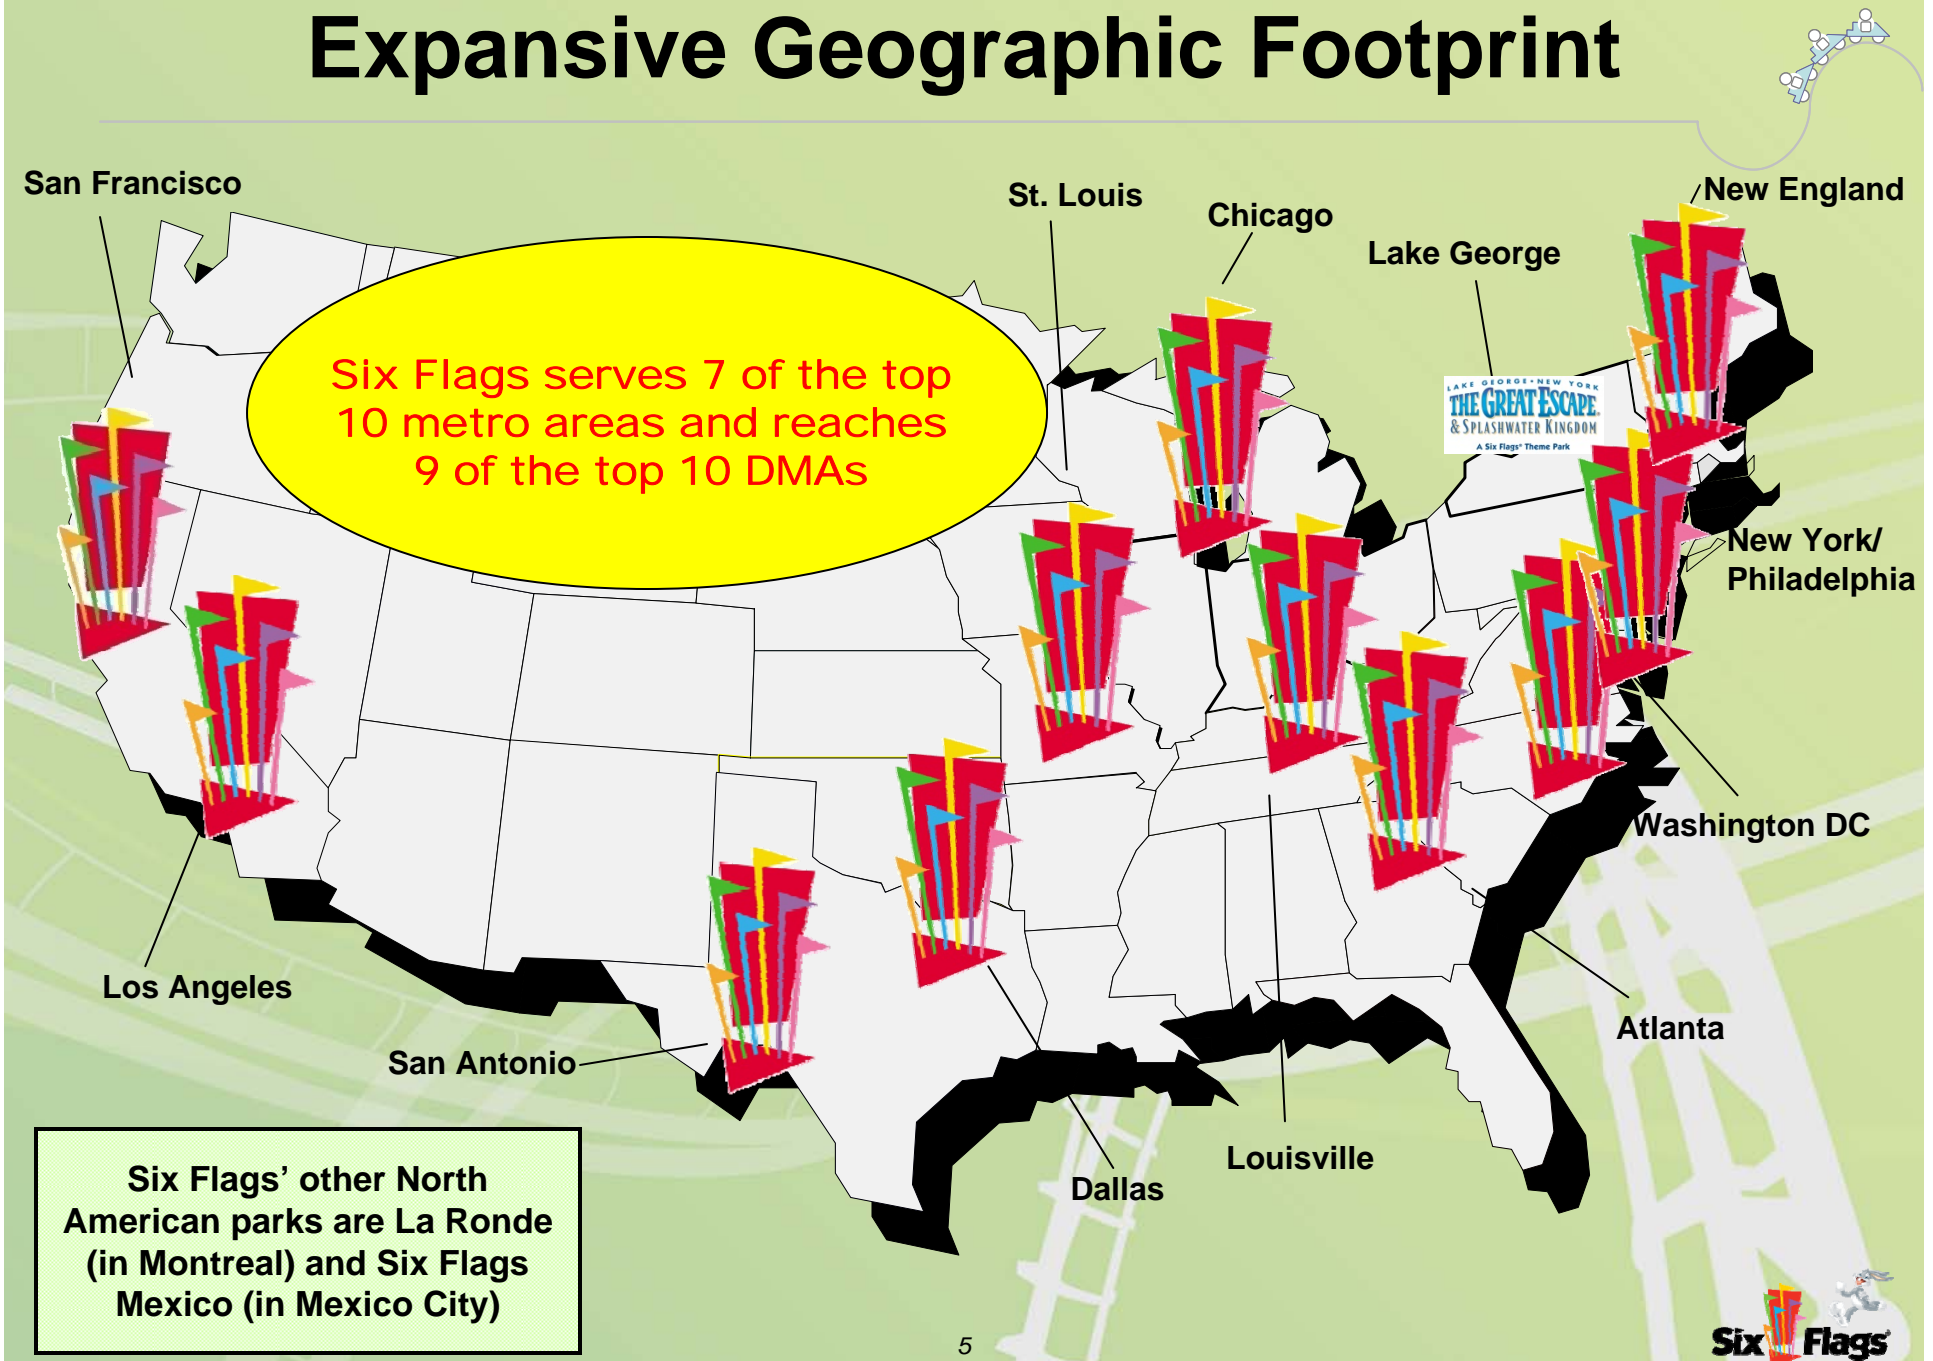 Expansive Geographic Footprint
San Francisco
St. Louis
Chicago
New England
Lake George
Six Flags serves 7 of the top
10 metro areas and reaches
9 of the top 10 DMAs
LAKE GEORGE • NEW YORK
THE GREAT ESCAPE
& SPLASHWATER KINGDOM
A Six Flags® Theme Park
New York/
Philadelphia
Washington DC
Los Angeles
Atlanta
San Antonio
Louisville
Dallas
Six Flags’ other North
American parks are La Ronde
(in Montreal) and Six Flags
Mexico (in Mexico City)
5
Six Flags